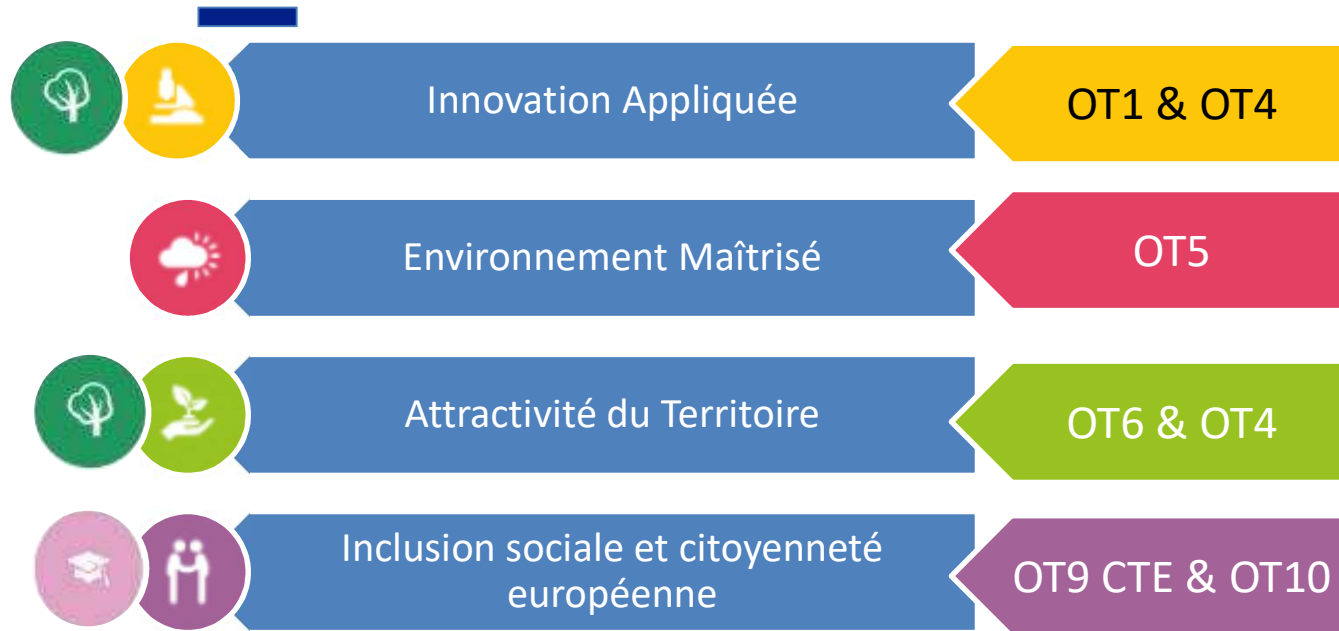 Innovation Appliquée
OT1 & OT4
Environnement Maîtrisé
OT5
Attractivité du Territoire
OT6 & OT4
Inclusion sociale et citoyenneté
européenne
OT9 CTE & OT10